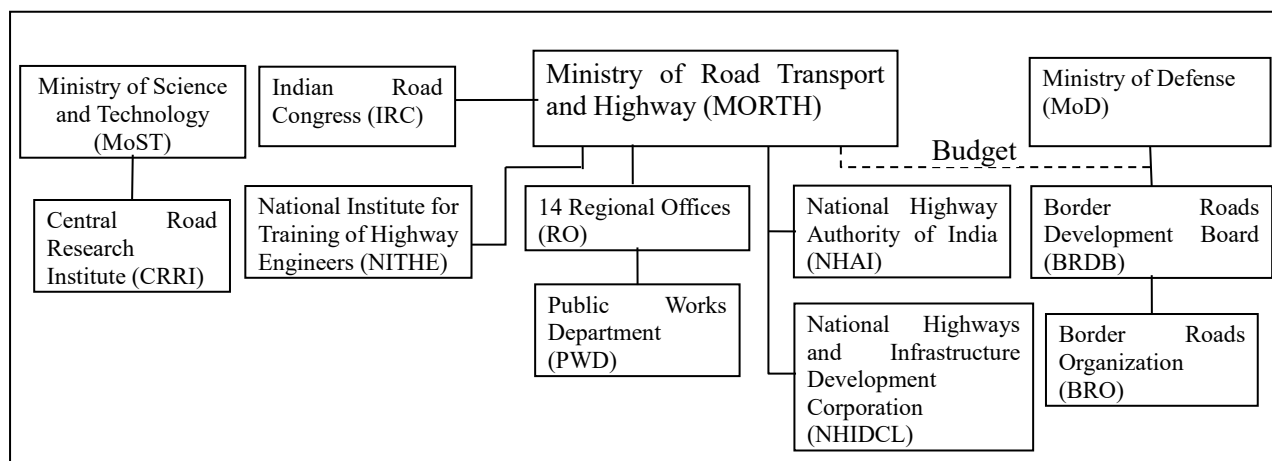 Ministry of Science
and Technology
(MoST)
Indian Road
Congress (IRC)
Ministry of Road Transport
and Highway (MORTH)
Ministry of Defense
(MoD)
Budget
Central Road
Research
Institute (CRRI)
National Institute for
Training of Highway
Engineers (NITHE)
14 Regional Offices
(RO)
National Highway
Authority of India
(NHAI)
Border Roads
Development Board
(BRDB)
Public Works
Department
(PWD)
National Highways
and Infrastructure
Development
Corporation
(NHIDCL)
Border Roads
Organization
(BRO)